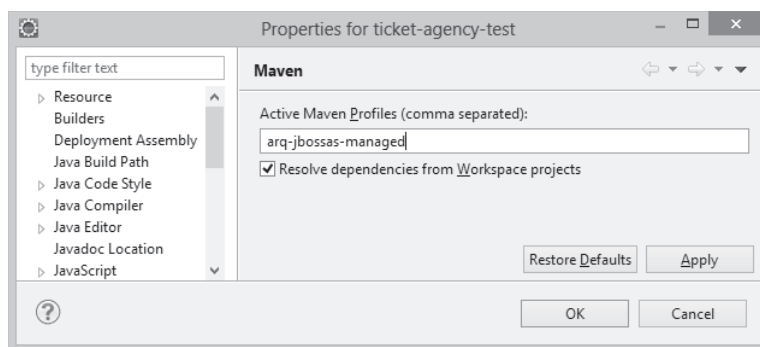 Properties for ticket-agency-test
type filter text
Resource
Builders
Deployment Assembly
Java Build Path
Java Code Style
Java Compiler
Java Editor
Javadoc Location
JavaScript
Maven
Active Maven Profiles (comma separated):
arq-jbossas-managed
Resolve dependencies from Workspace projects
Restore Defaults
Apply
?
OK
Cancel